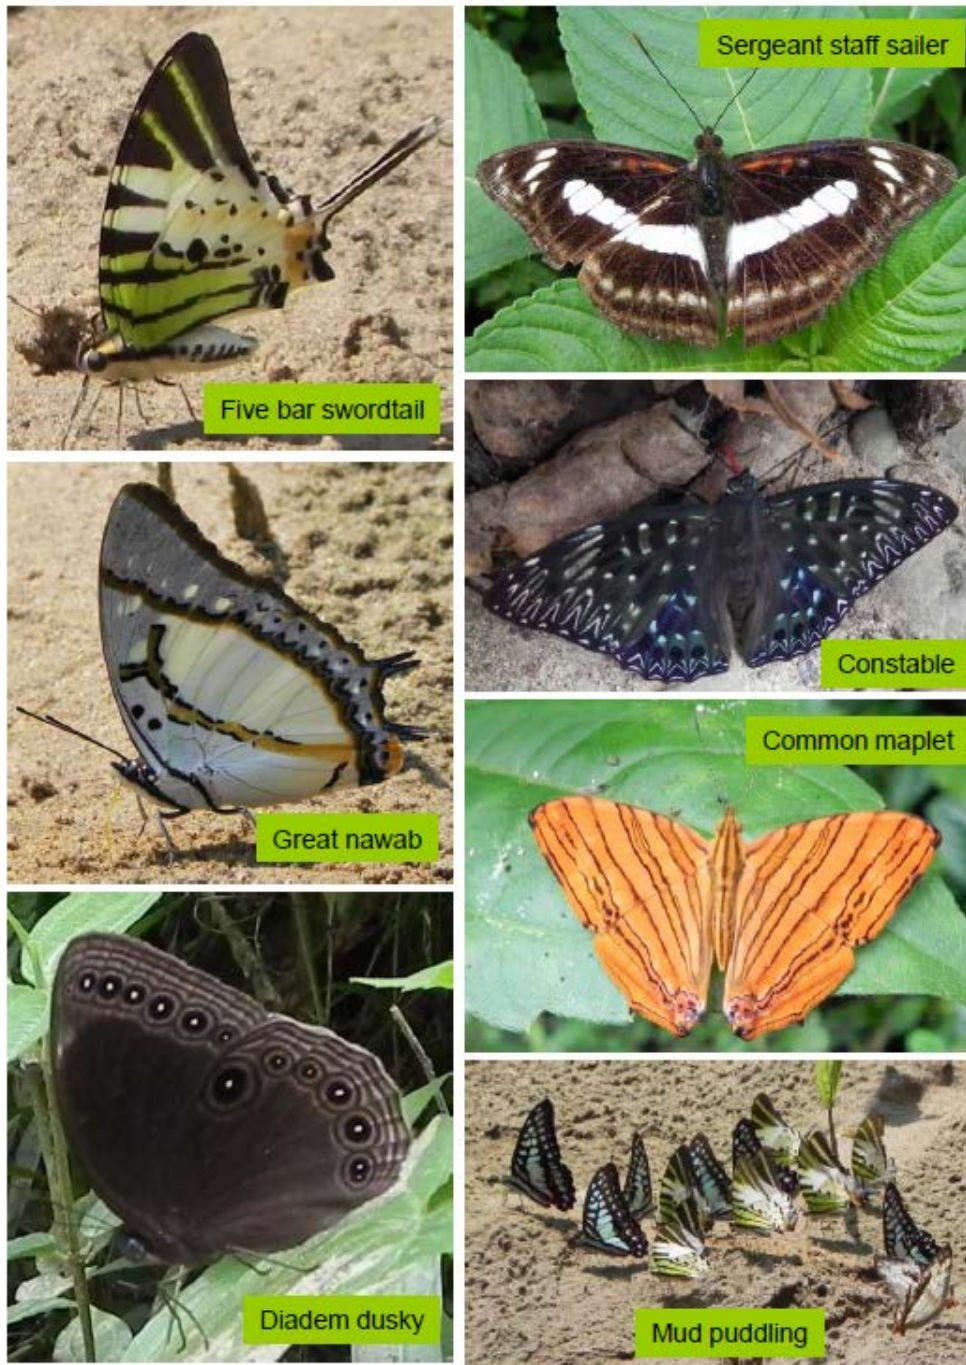 Sergeant staff sailer
Five bar swordtail
Constable
Great nawab
Common maplet
Diadem dusky
Mud puddling